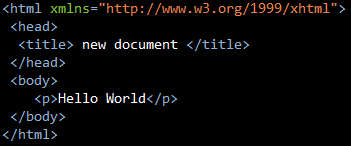 <html xmlns="http://www.w3.org/1999/xhtml">
<head>
<title> new document </title>
</head>
<body>
<p>Hello World</p>
</body>
</html>